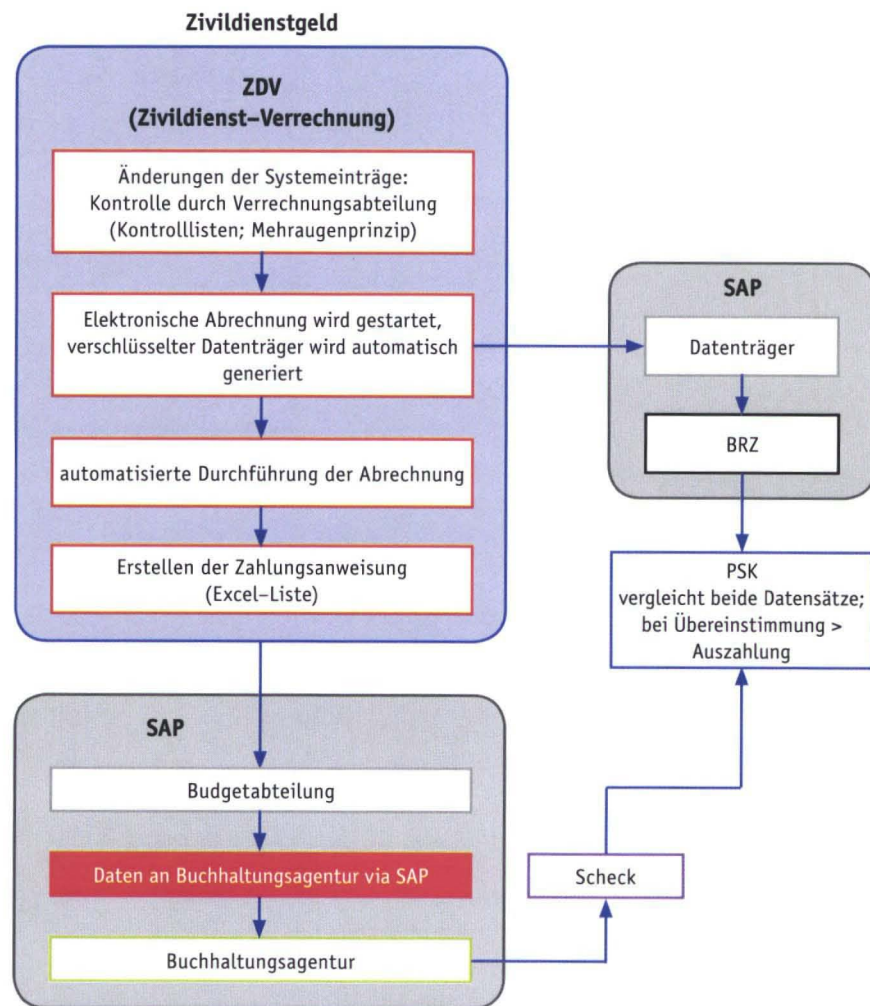 Zivildienstgeld
ZDV
(Zivildienst–Verrechnung)
Änderungen der Systemeinträge:
Kontrolle durch Verrechnungsabteilung
(Kontrolllisten; Mehraugenprinzip)
Elektronische Abrechnung wird gestartet,
verschlüsselter Datenträger wird automatisch
generiert
automatisierte Durchführung der Abrechnung
Erstellen der Zahlungsanweisung
(Excel–Liste)
SAP
Datenträger
BRZ
PSK
vergleicht beide Datensätze;
bei Übereinstimmung >
Auszahlung
SAP
Budgetabteilung
Daten an Buchhaltungsagentur via SAP
Buchhaltungsagentur
Scheck